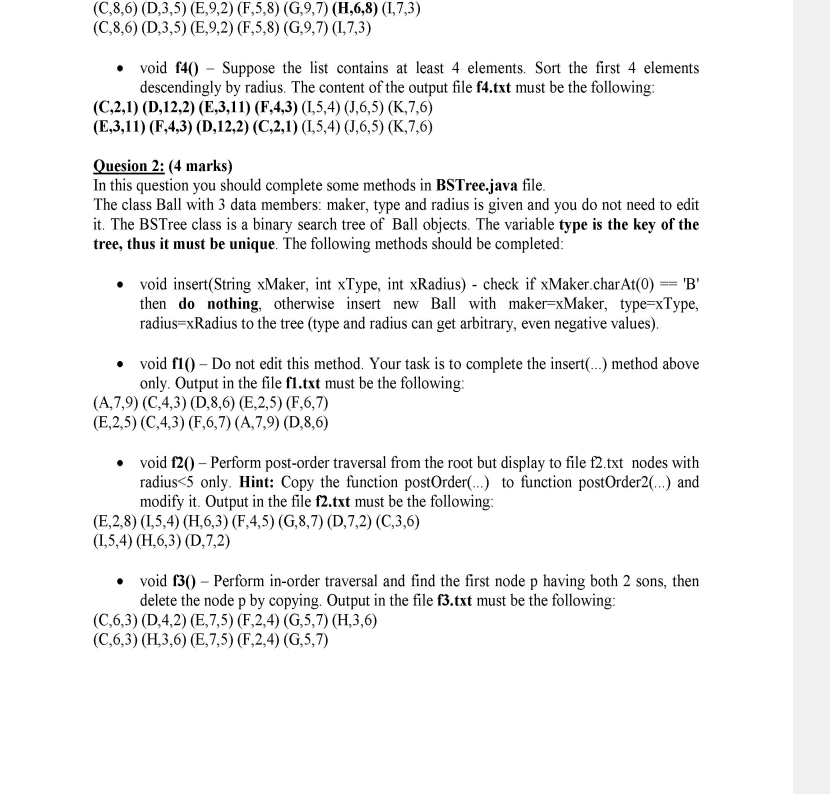 (C,8,6) (D,3,5) (E,9,2) (F,5,8) (G,9,7) (H,6,8) (I,7,3)
(C,8,6) (D,3,5) (E,9,2) (F,5,8) (G,9,7) (I,7,3)
• void f4() – Suppose the list contains at least 4 elements. Sort the first 4 elements
descendingly by radius. The content of the output file f4.txt must be the following:
(C,2,1) (D,12,2) (E,3,11) (F,4,3) (I,5,4) (J,6,5) (K,7,6)
(E,3,11) (F,4,3) (D,12,2) (C,2,1) (I,5,4) (J,6,5) (K,7,6)
Quesion 2: (4 marks)
In this question you should complete some methods in BSTree.java file.
The class Ball with 3 data members: maker, type and radius is given and you do not need to edit
it. The BSTree class is a binary search tree of Ball objects. The variable type is the key of the
tree, thus it must be unique. The following methods should be completed:
• void insert(String xMaker, int xType, int xRadius) - check if xMaker.charAt(0) == 'B'
then do nothing, otherwise insert new Ball with maker=xMaker, type=xType,
radius=xRadius to the tree (type and radius can get arbitrary, even negative values).
• void f1() – Do not edit this method. Your task is to complete the insert(...) method above
only. Output in the file f1.txt must be the following:
(A,7,9) (C,4,3) (D,8,6) (E,2,5) (F,6,7)
(E,2,5) (C,4,3) (F,6,7) (A,7,9) (D,8,6)
• void f2() – Perform post-order traversal from the root but display to file f2.txt nodes with
radius<5 only. Hint: Copy the function postOrder(...) to function postOrder2(...) and
modify it. Output in the file f2.txt must be the following:
(E,2,8) (I,5,4) (H,6,3) (F,4,5) (G,8,7) (D,7,2) (C,3,6)
(I,5,4) (H,6,3) (D,7,2)
• void f3() – Perform in-order traversal and find the first node p having both 2 sons, then
delete the node p by copying. Output in the file f3.txt must be the following:
(C,6,3) (D,4,2) (E,7,5) (F,2,4) (G,5,7) (H,3,6)
(C,6,3) (H,3,6) (E,7,5) (F,2,4) (G,5,7)